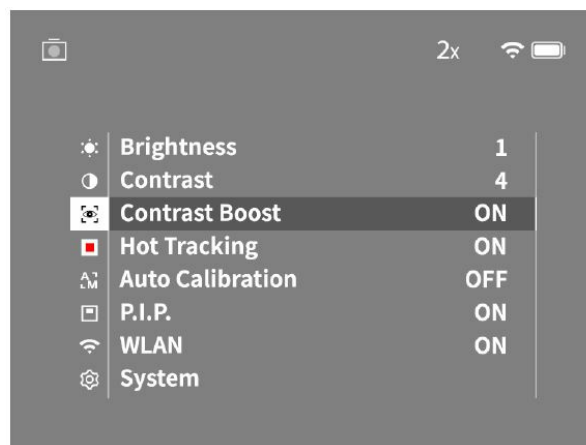 2x
Brightness 1
Contrast 4
Contrast Boost ON
Hot Tracking ON
Auto Calibration OFF
P.I.P. ON
WLAN ON
System